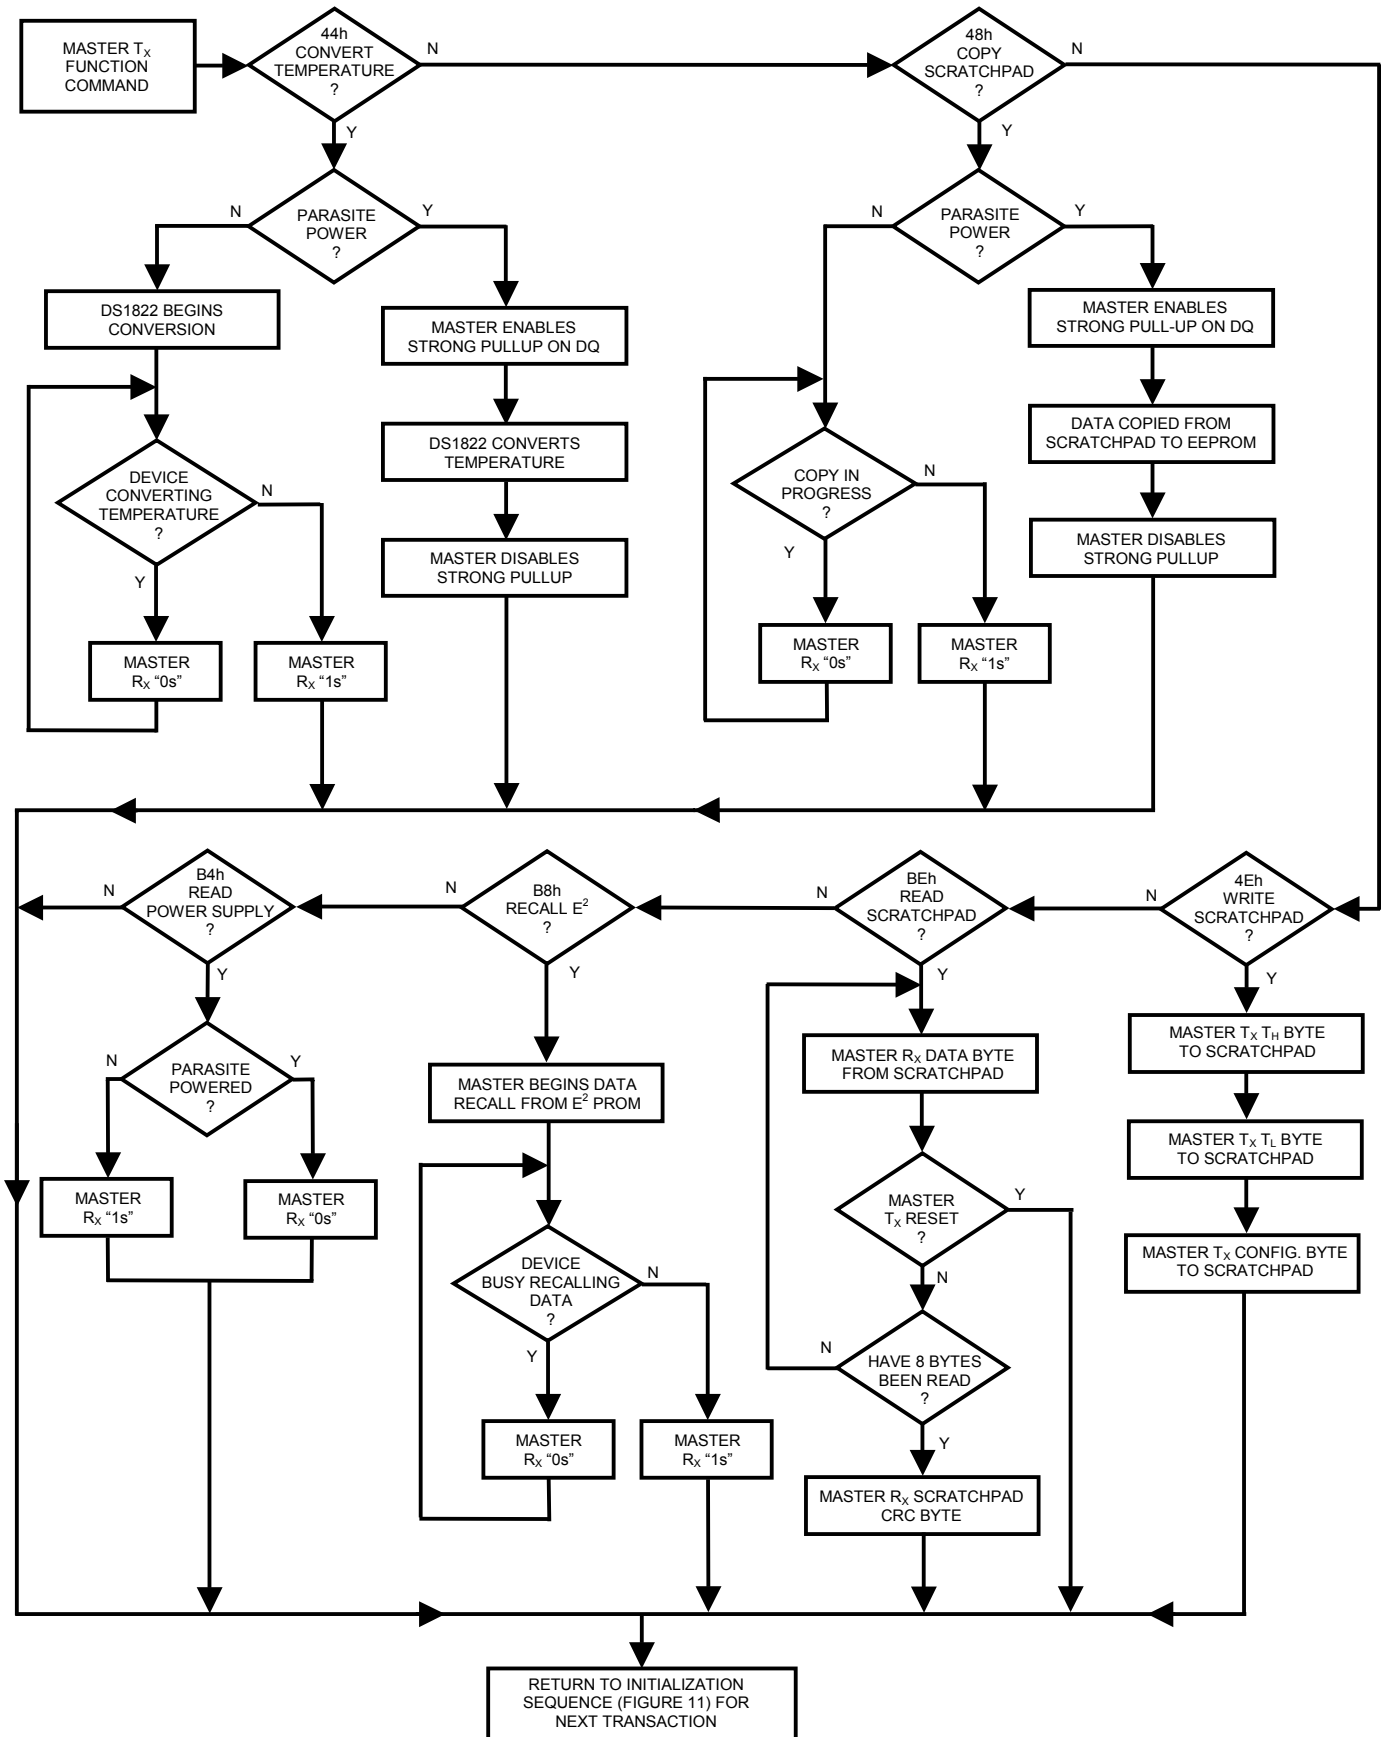 MASTER TX
FUNCTION
COMMAND
44h
CONVERT
TEMPERATURE
?
N
Y
48h
COPY
SCRATCHPAD
?
N
Y
PARASITE
POWER
?
N
Y
PARASITE
POWER
?
N
Y
DS1822 BEGINS
CONVERSION
MASTER ENABLES
STRONG PULLUP ON DQ
MASTER ENABLES
STRONG PULL-UP ON DQ
DEVICE
CONVERTING
TEMPERATURE
?
N
Y
DS1822 CONVERTS
TEMPERATURE
COPY IN
PROGRESS
?
N
Y
DATA COPIED FROM
SCRATCHPAD TO EEPROM
MASTER DISABLES
STRONG PULLUP
MASTER DISABLES
STRONG PULLUP
MASTER
RX “0s”
MASTER
RX “1s”
MASTER
RX “0s”
MASTER
RX “1s”
B4h
READ
POWER SUPPLY
?
N
Y
B8h
RECALL E2
?
N
Y
BEh
READ
SCRATCHPAD
?
N
Y
4Eh
WRITE
SCRATCHPAD
?
N
Y
PARASITE
POWERED
?
N
Y
MASTER
RX “1s”
MASTER
RX “0s”
MASTER BEGINS DATA
RECALL FROM E2 PROM
DEVICE
BUSY RECALLING
DATA
?
N
Y
MASTER
RX “0s”
MASTER
RX “1s”
MASTER RX DATA BYTE
FROM SCRATCHPAD
MASTER
TX RESET
?
Y
N
HAVE 8 BYTES
BEEN READ
?
N
Y
MASTER RX SCRATCHPAD
CRC BYTE
MASTER TX TH BYTE
TO SCRATCHPAD
MASTER TX TL BYTE
TO SCRATCHPAD
MASTER TX CONFIG. BYTE
TO SCRATCHPAD
RETURN TO INITIALIZATION
SEQUENCE (FIGURE 11) FOR
NEXT TRANSACTION